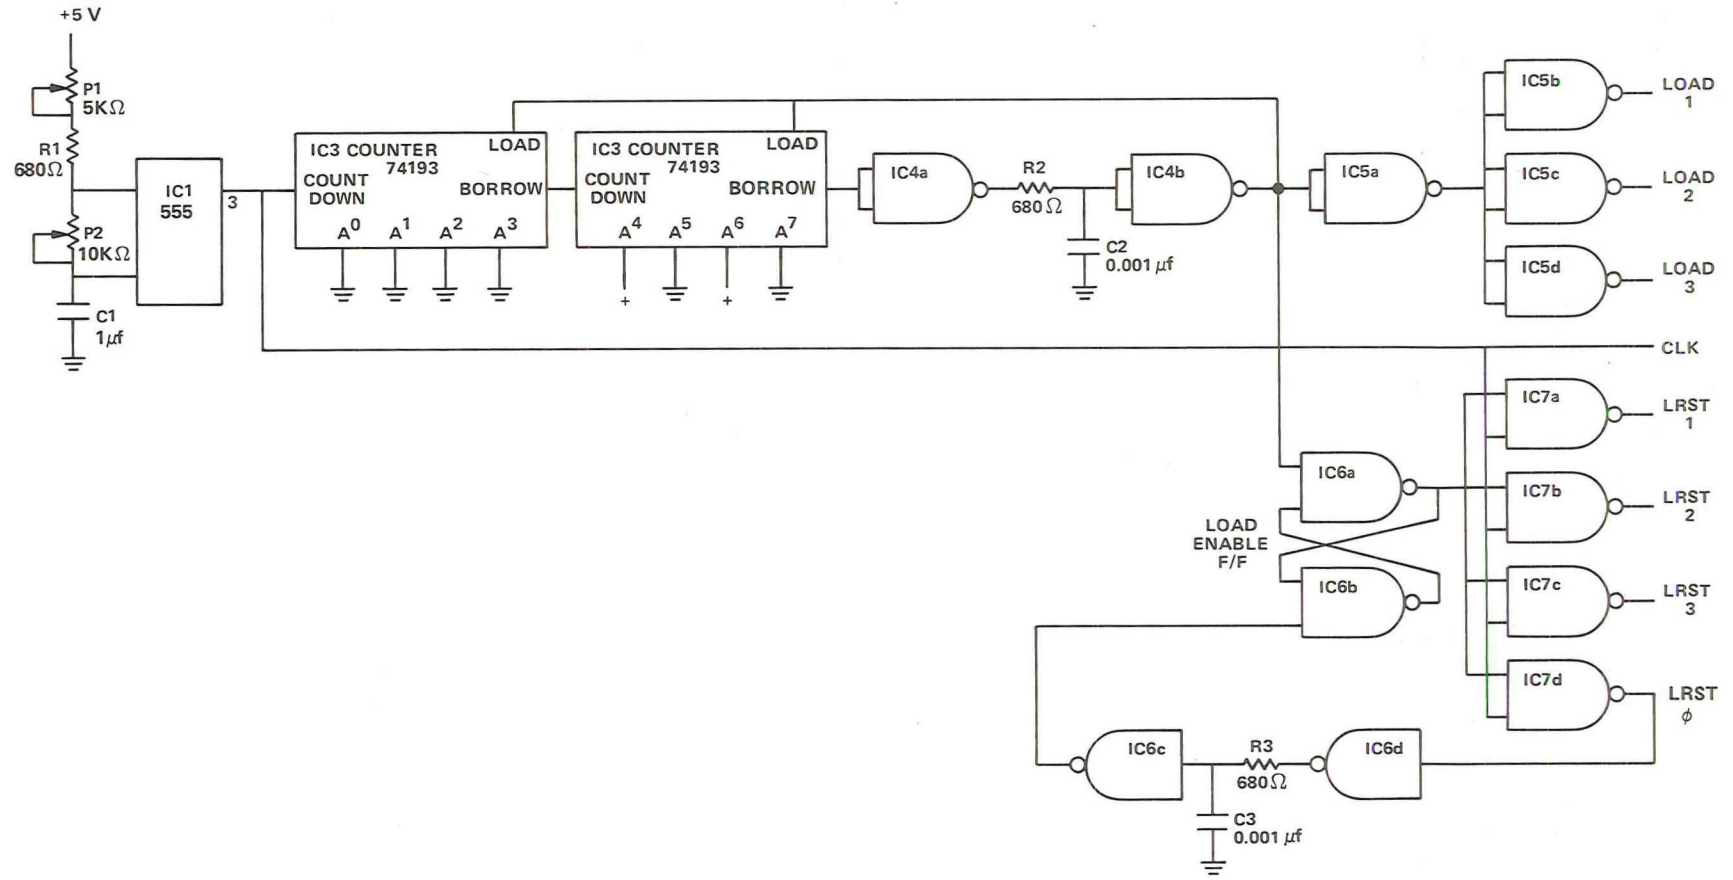 +5 V
P1
5KΩ
R1
680Ω
P2
10KΩ
C1
1μf
IC1
555
3
IC3 COUNTER
74193
LOAD
COUNT
DOWN
BORROW
A⁰ A¹ A² A³
IC3 COUNTER
74193
LOAD
COUNT
DOWN
BORROW
A⁴ A⁵ A⁶ A⁷
+ +
IC4a
R2
680Ω
C2
0.001 μf
IC4b
IC5a
IC5b
LOAD
1
IC5c
LOAD
2
IC5d
LOAD
3
CLK
IC7a
LRST
1
IC7b
LRST
2
IC7c
LRST
3
IC7d
LRST
ϕ
IC6a
LOAD
ENABLE
F/F
IC6b
IC6c
R3
680Ω
IC6d
C3
0.001 μf